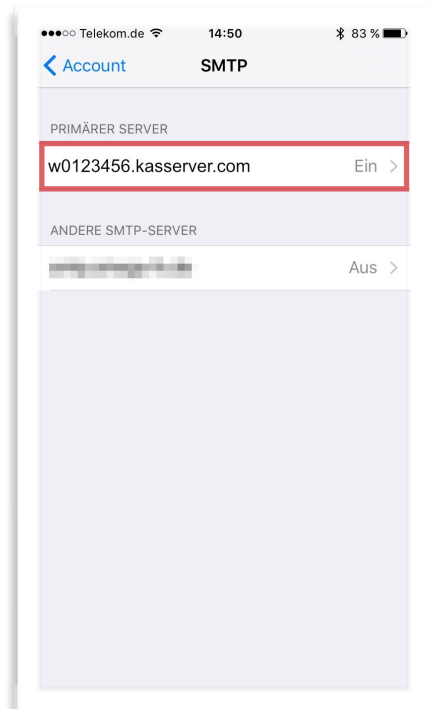 Telekom.de 14:50 83 %
Account SMTP
PRIMÄRER SERVER
w0123456.kasserver.com Ein
ANDERE SMTP-SERVER
Aus